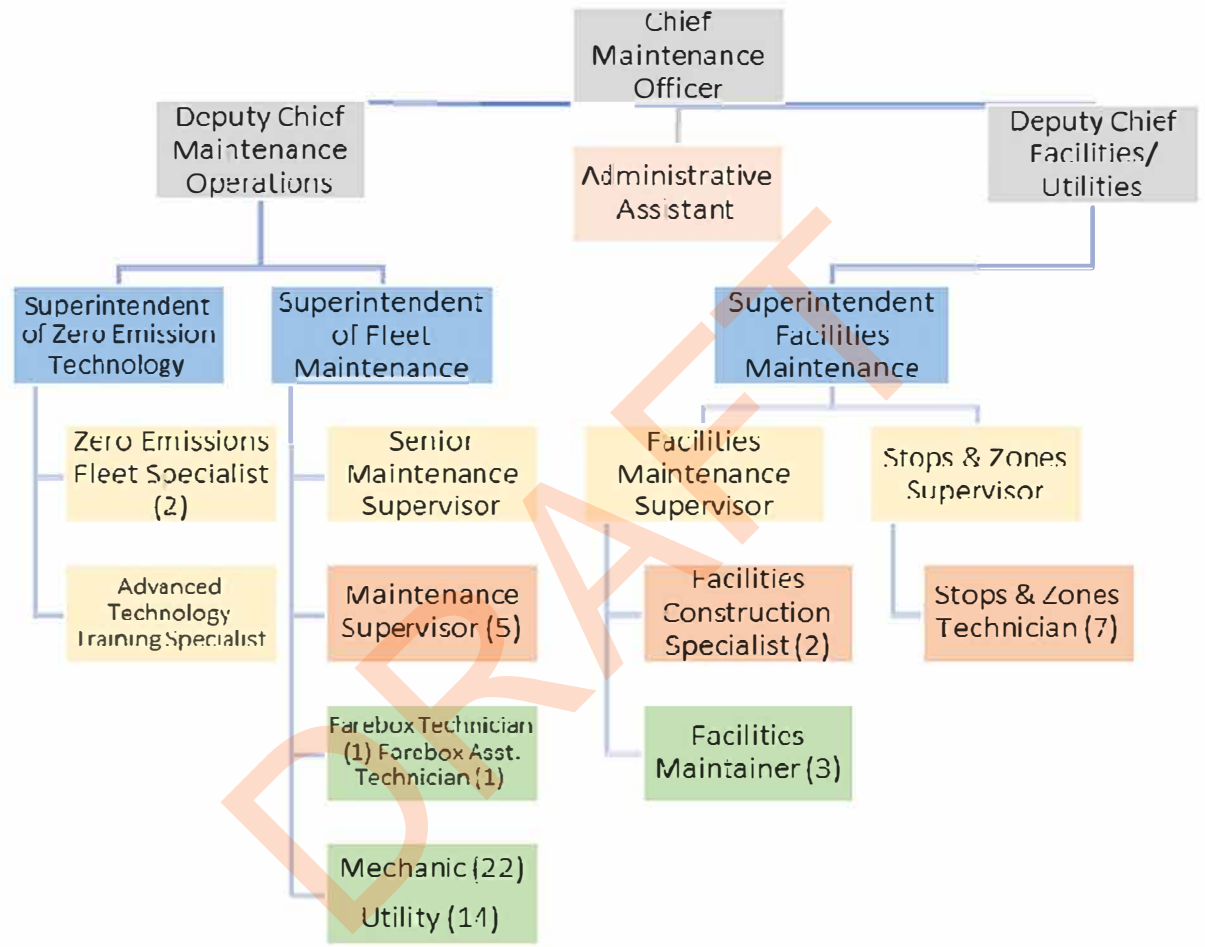 Chief
Maintenance
Officer
Deputy Chief
Maintenance
Operations
Administrative
Assistant
Deputy Chief
Facilities/
Utilities
Superintendent
of Zero Emission
Technology
Superintendent
of Fleet
Maintenance
Superintendent
Facilities
Maintenance
Zero Emissions
Fleet Specialist
(2)
Senior
Maintenance
Supervisor
Facilities
Maintenance
Supervisor
Stops & Zones
Supervisor
Advanced
Technology
Training Specialist
Maintenance
Supervisor (5)
Facilities
Construction
Specialist (2)
Stops & Zones
Technician (7)
Farebox Technician
(1) Farebox Asst.
Technician (1)
Facilities
Maintainer (3)
Mechanic (22)
Utility (14)
DRAFT